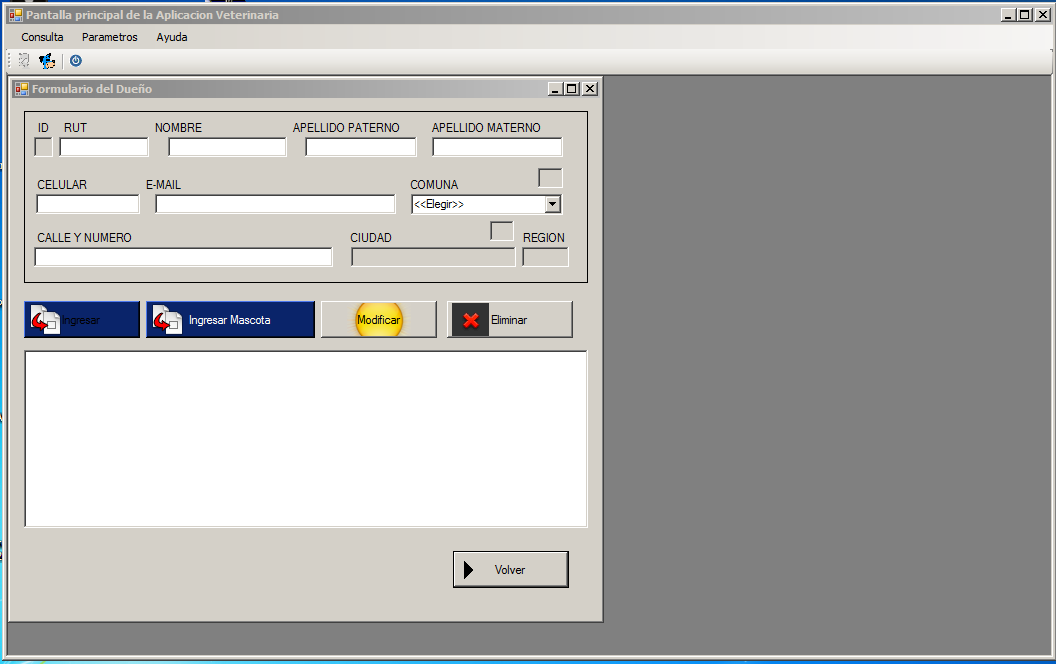 Pantalla principal de la Aplicacion Veterinaria
Consulta Parametros Ayuda
Formulario del Dueño
ID RUT NOMBRE APELLIDO PATERNO APELLIDO MATERNO
CELULAR E-MAIL COMUNA
<<Elegir>>
CALLE Y NUMERO CIUDAD REGION
Ingresar Ingresar Mascota Modificar Eliminar
Volver